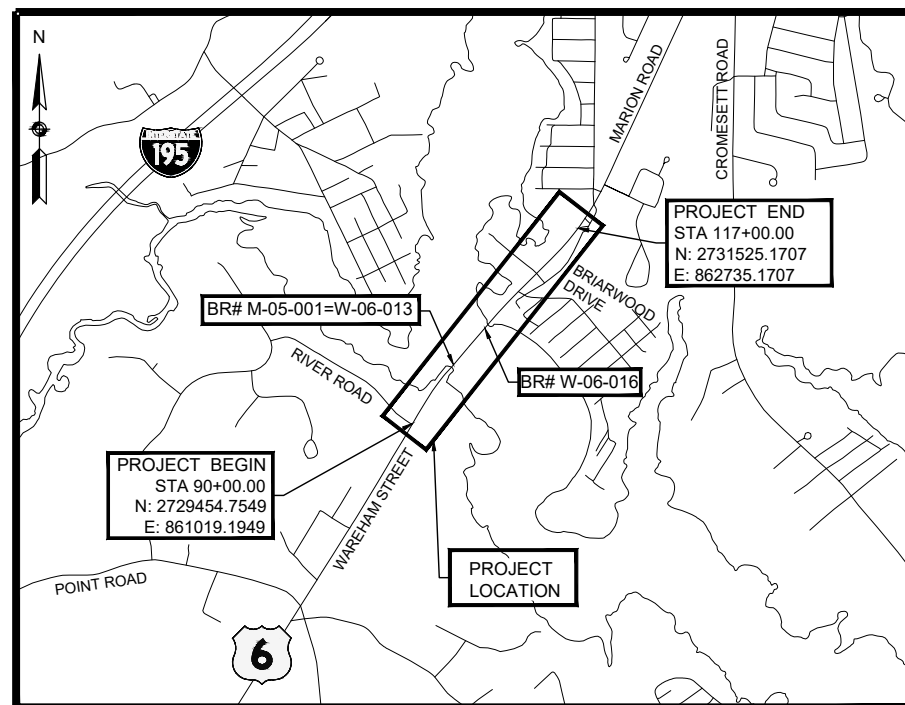 N
INTERSTATE
195
MARION ROAD
CROMESETT ROAD
PROJECT END
STA 117+00.00
N: 2731525.1707
E: 862735.1707
BRIARWOOD
DRIVE
BR# M-05-001=W-06-013
RIVER ROAD
BR# W-06-016
PROJECT BEGIN
STA 90+00.00
N: 2729454.7549
E: 861019.1949
WAREHAM STREET
PROJECT
LOCATION
POINT ROAD
6